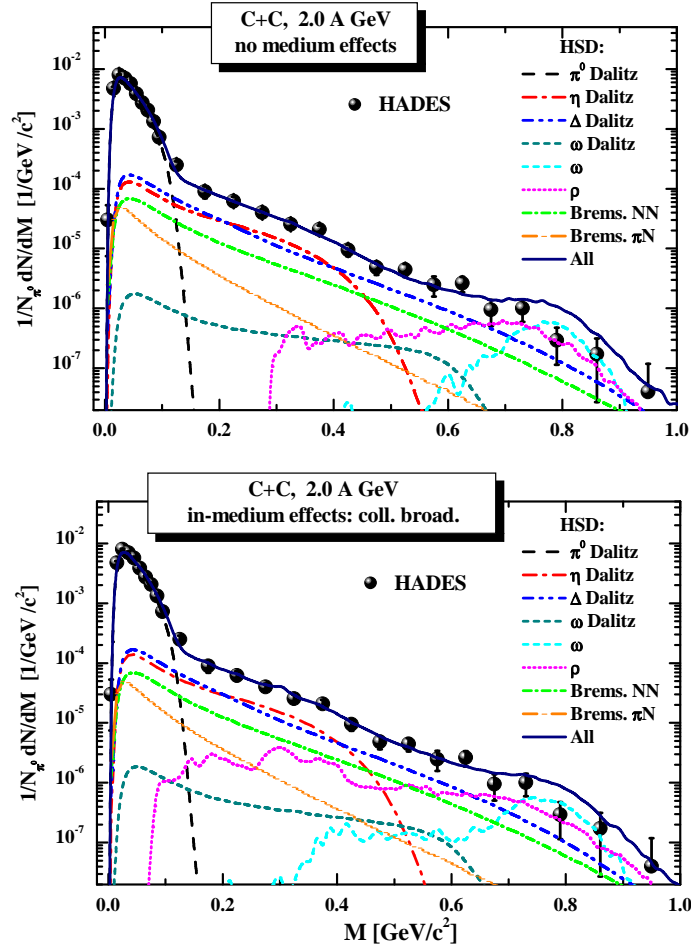 C+C, 2.0 A GeV
no medium effects
HSD:
π⁰ Dalitz
η Dalitz
Δ Dalitz
ω Dalitz
ω
ρ
Brems. NN
Brems. πN
All
HADES
1/N_π⁰ dN/dM [1/GeV/c²]
10⁻²
10⁻³
10⁻⁴
10⁻⁵
10⁻⁶
10⁻⁷
0.0 0.2 0.4 0.6 0.8 1.0
C+C, 2.0 A GeV
in-medium effects: coll. broad.
HSD:
π⁰ Dalitz
η Dalitz
Δ Dalitz
ω Dalitz
ω
ρ
Brems. NN
Brems. πN
All
HADES
1/N_π⁰ dN/dM [1/GeV/c²]
10⁻²
10⁻³
10⁻⁴
10⁻⁵
10⁻⁶
10⁻⁷
0.0 0.2 0.4 0.6 0.8 1.0
M [GeV/c²]